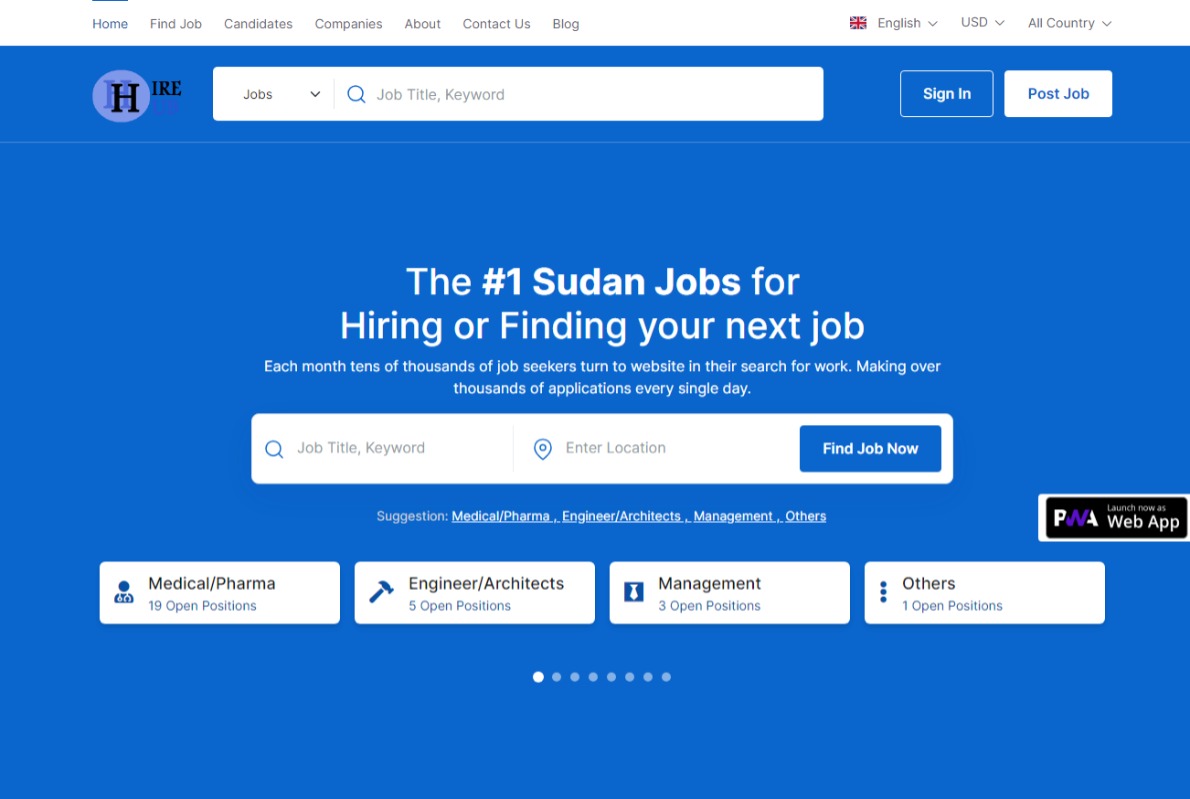 Home Find Job Candidates Companies About Contact Us Blog English USD All Country
H IRE
Jobs Job Title, Keyword Sign In Post Job
The #1 Sudan Jobs for
Hiring or Finding your next job
Each month tens of thousands of job seekers turn to website in their search for work. Making over
thousands of applications every single day.
Job Title, Keyword Enter Location Find Job Now
Suggestion: Medical/Pharma , Engineer/Architects , Management , Others
Launch now as
PWA Web App
Medical/Pharma
19 Open Positions
Engineer/Architects
5 Open Positions
Management
3 Open Positions
Others
1 Open Positions